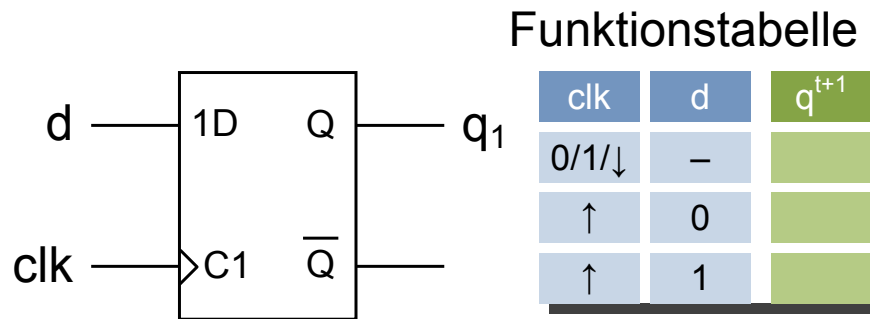 Funktionstabelle
clk d q^{t+1}
d 1D Q q₁
0/1/↓ –
↑ 0
clk C1 Q̅
↑ 1